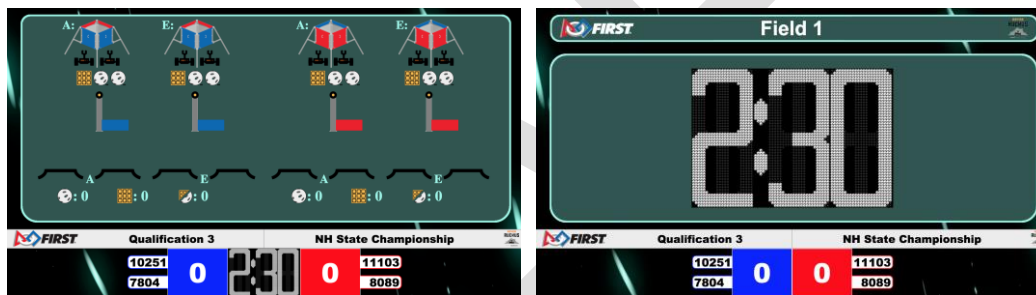 A: E: A: E:
A E A E
: 0 : 0 : 0 : 0 : 0 : 0
FIRST Qualification 3 NH State Championship
10251 0 2:30 0 11103
7804 8089
FIRST Field 1
2:30
FIRST Qualification 3 NH State Championship
10251 0 0 11103
7804 8089